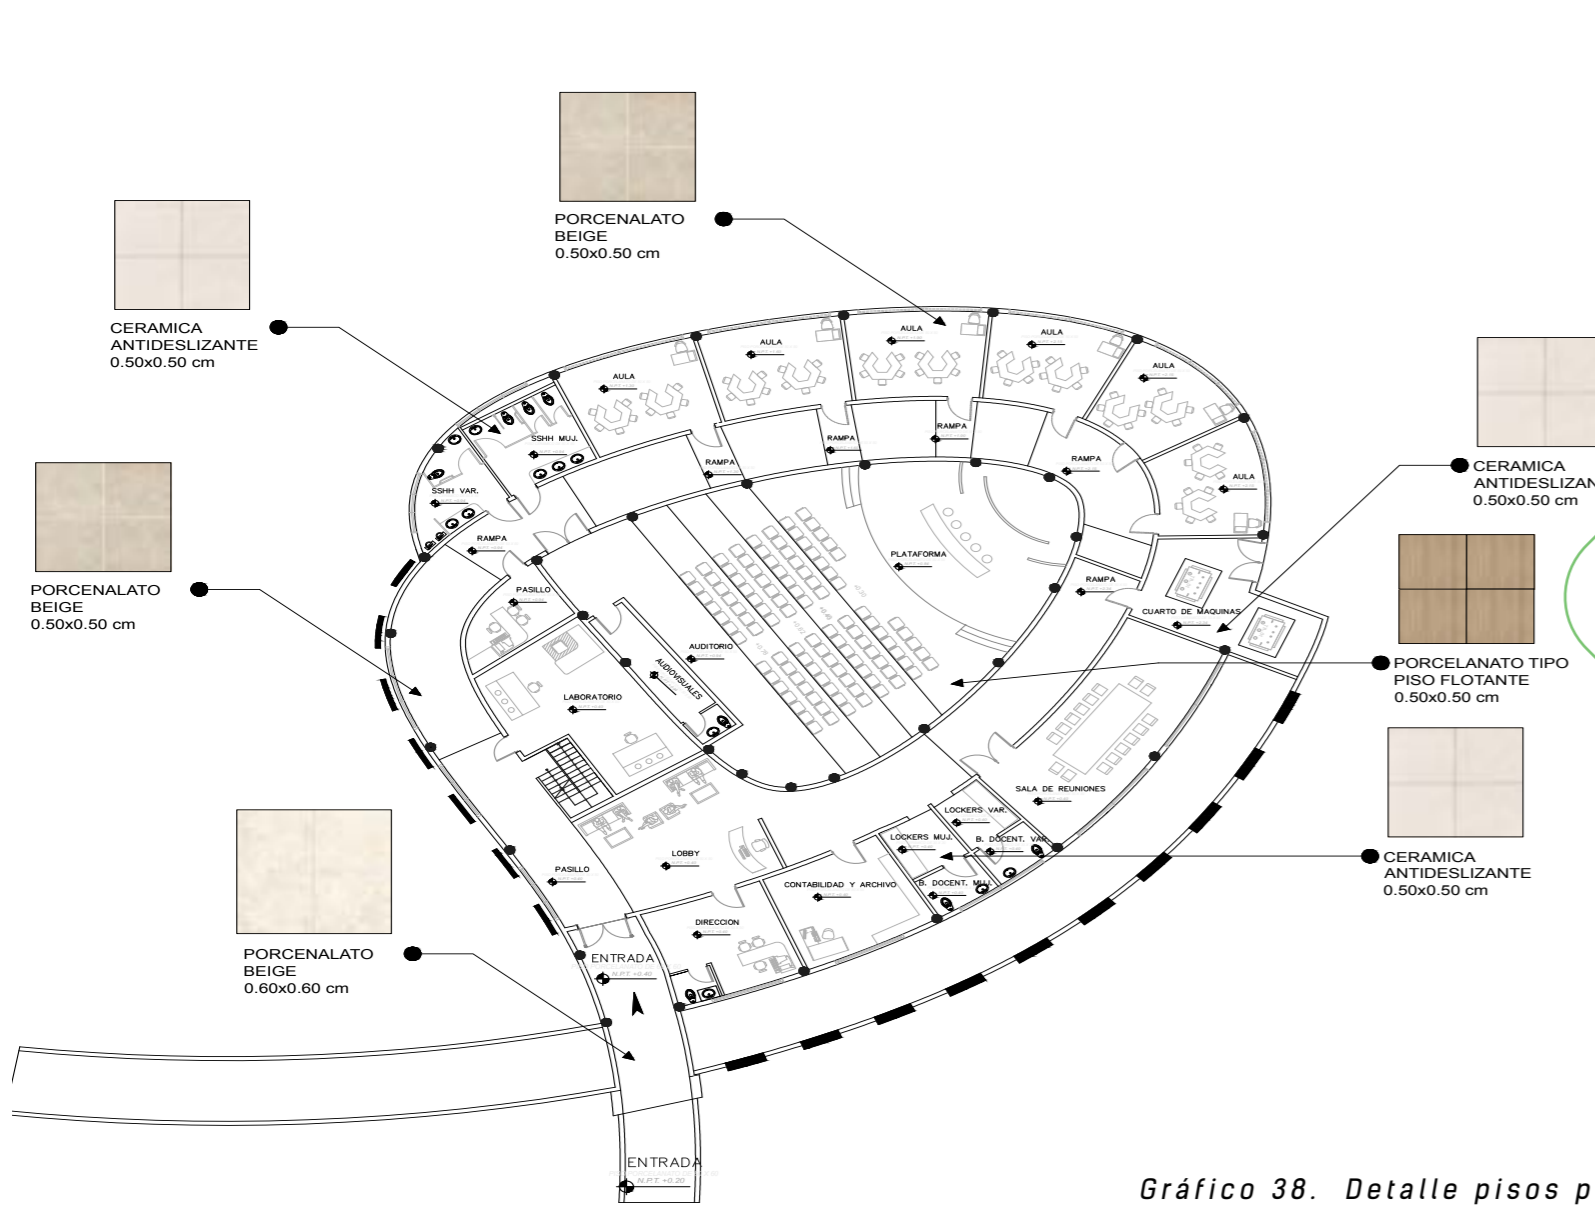 PORCENALATO
BEIGE
0.50x0.50 cm
CERAMICA
ANTIDESLIZANTE
0.50x0.50 cm
PORCENALATO
BEIGE
0.50x0.50 cm
PORCENALATO
BEIGE
0.60x0.60 cm
CERAMICA
ANTIDESLIZAN
0.50x0.50 cm
PORCELANATO TIPO
PISO FLOTANTE
0.50x0.50 cm
CERAMICA
ANTIDESLIZANTE
0.50x0.50 cm
AULA
AULA
AULA
AULA
AULA
AULA
SSHH MUJ.
SSHH VAR.
RAMPA
RAMPA
RAMPA
RAMPA
RAMPA
RAMPA
PASILLO
PLATAFORMA
CUARTO DE MAQUINAS
AUDITORIO
AUDIOVISUALES
LABORATORIO
SALA DE REUNIONES
LOCKERS VAR.
LOCKERS MUJ.
B. DOCENT. VAR.
B. DOCENT. MUJ.
LOBBY
PASILLO
CONTABILIDAD Y ARCHIVO
DIRECCION
ENTRADA
N.P.T. +0.40
ENTRADA
N.P.T. +0.20
Gráfico 38. Detalle pisos p